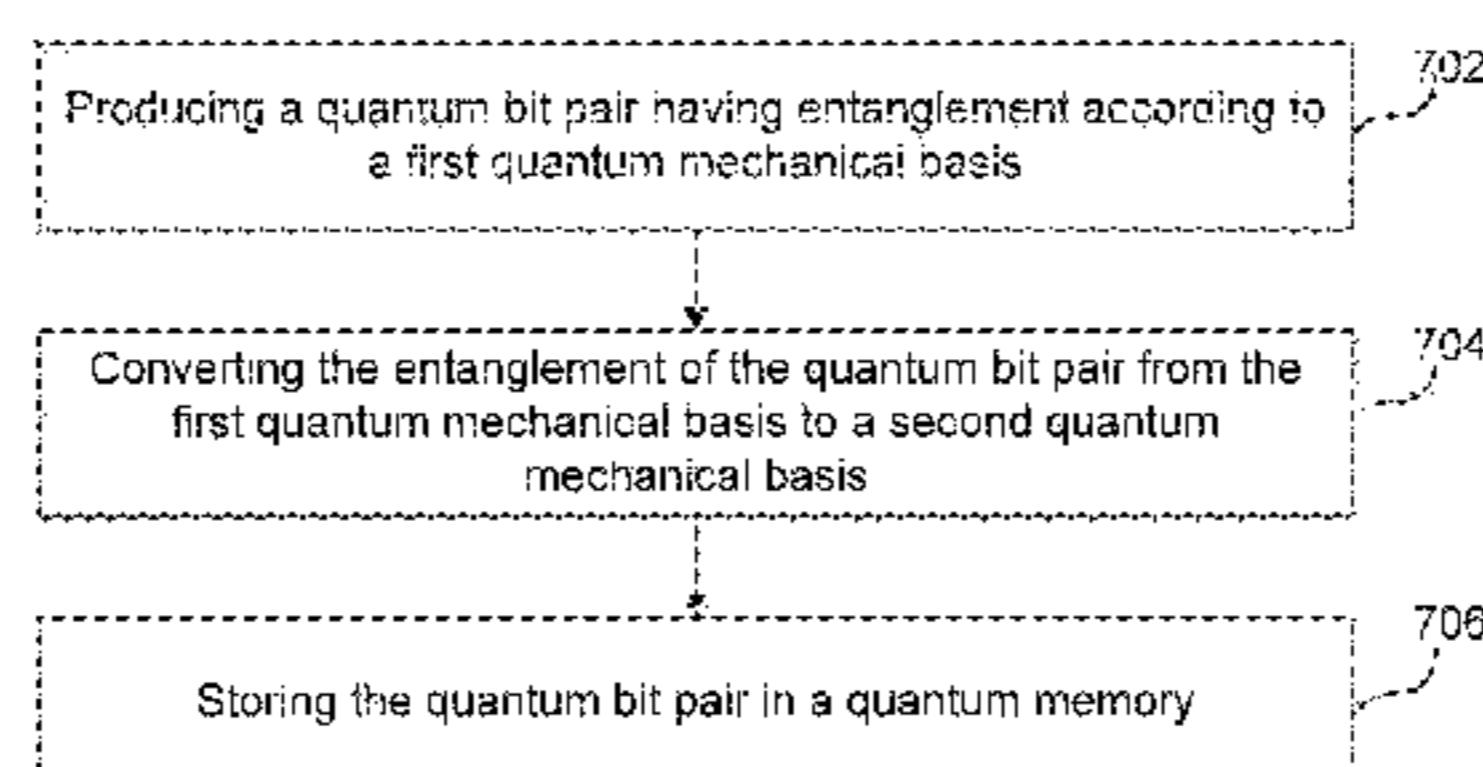 702
Producing a quantum bit pair having entanglement according to
a first quantum mechanical basis
704
Converting the entanglement of the quantum bit pair from the
first quantum mechanical basis to a second quantum
mechanical basis
706
Storing the quantum bit pair in a quantum memory